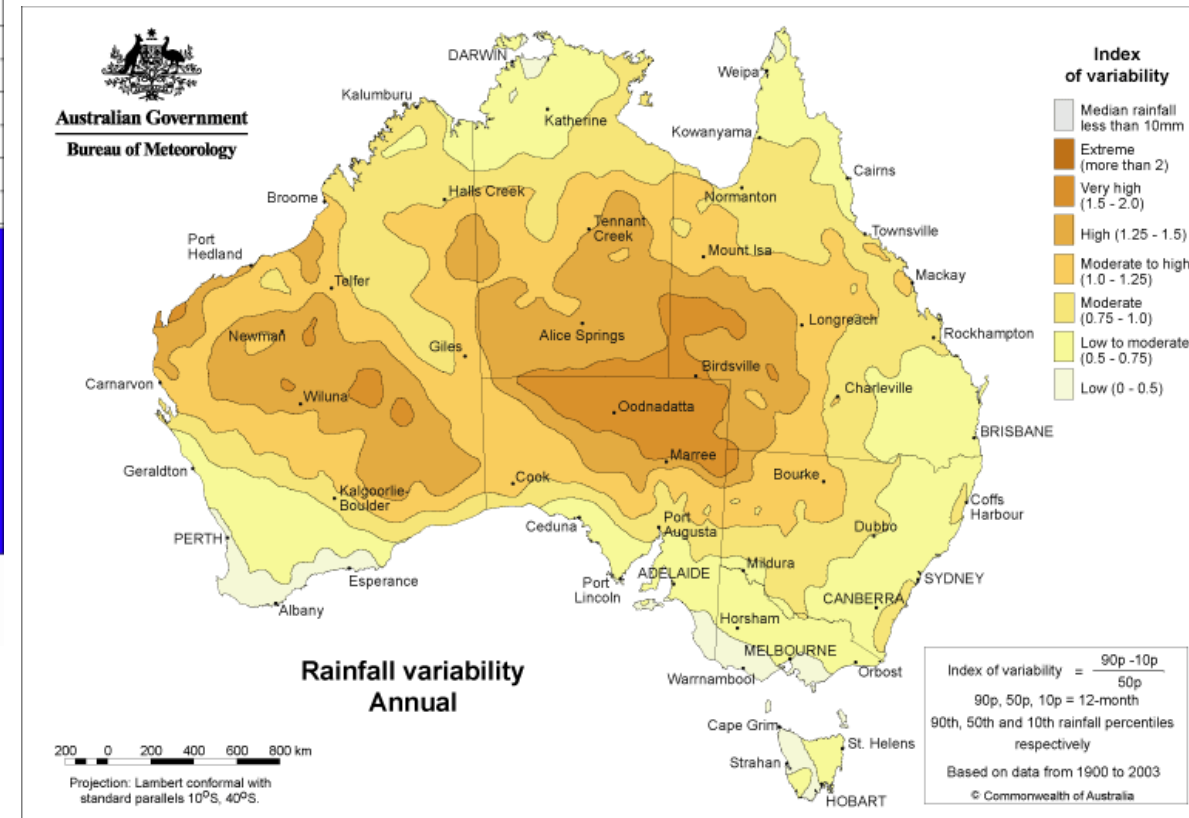 Australian Government
Bureau of Meteorology
DARWIN
Kalumburu
Katherine
Weipa
Kowanyama
Cairns
Broome
Halls Creek
Normanton
Tennant
Creek
Townsville
Port
Hedland
Mount Isa
Mackay
Telfer
Newman
Alice Springs
Longreach
Rockhampton
Giles
Birdsville
Carnarvon
Wiluna
Oodnadatta
Charleville
BRISBANE
Geraldton
Marree
Cook
Bourke
Kalgoorlie-
Boulder
Coffs
Harbour
Ceduna
Port
Augusta
Dubbo
PERTH
Mildura
Esperance
Port
Lincoln
ADELAIDE
SYDNEY
CANBERRA
Albany
Horsham
MELBOURNE
Warrnambool
Orbost
Cape Grim
St. Helens
Strahan
HOBART
Index
of variability
Median rainfall
less than 10mm
Extreme
(more than 2)
Very high
(1.5 - 2.0)
High (1.25 - 1.5)
Moderate to high
(1.0 - 1.25)
Moderate
(0.75 - 1.0)
Low to moderate
(0.5 - 0.75)
Low (0 - 0.5)
Rainfall variability
Annual
200 0 200 400 600 800 km
Projection: Lambert conformal with
standard parallels 10°S, 40°S.
Index of variability = 90p -10p
50p
90p, 50p, 10p = 12-month
90th, 50th and 10th rainfall percentiles
respectively
Based on data from 1900 to 2003
© Commonwealth of Australia